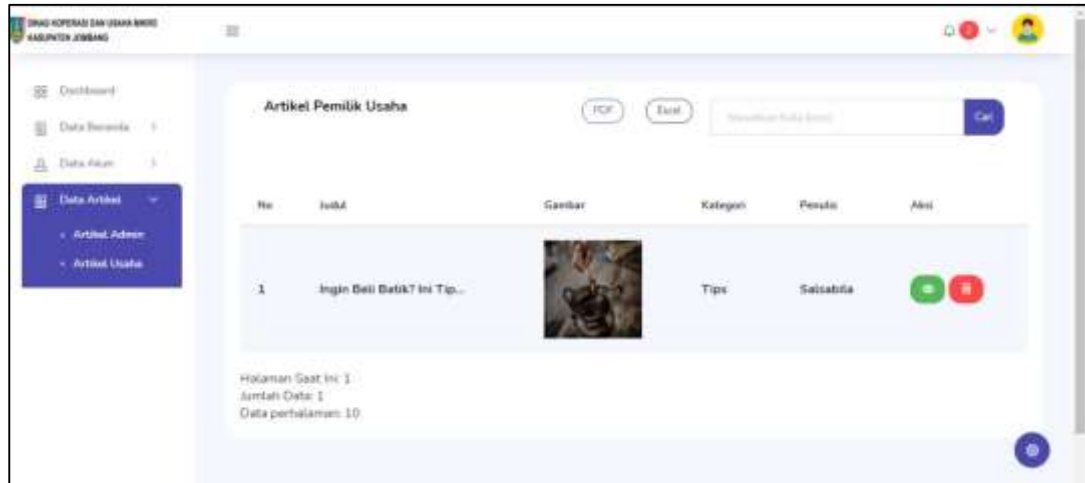 DINAS KOPERASI DAN USAHA MIKRO
KABUPATEN JOMBANG
Dashboard
Data Beranda
Data Akun
Data Artikel
Artikel Admin
Artikel Usaha
Artikel Pemilik Usaha
PDF
Excel
Cari
No Judul Gambar Kategori Penulis Aksi
1 Ingin Beli Batik? Ini Tip... Tips Salsabila
Halaman Saat Ini: 1
Jumlah Data: 1
Data perhalaman: 10